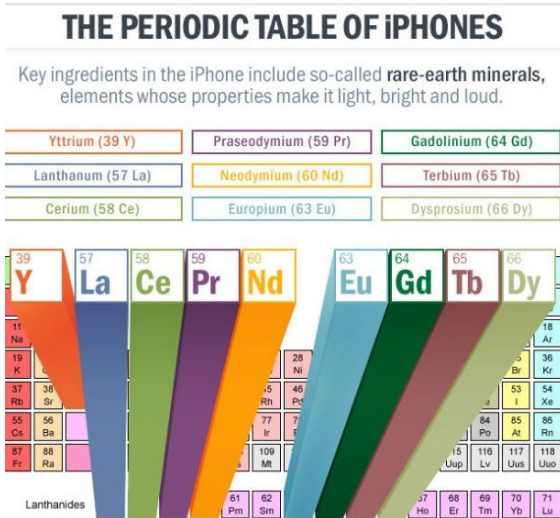 THE PERIODIC TABLE OF iPHONES
Key ingredients in the iPhone include so-called rare-earth minerals,
elements whose properties make it light, bright and loud.
Yttrium (39 Y) Praseodymium (59 Pr) Gadolinium (64 Gd)
Lanthanum (57 La) Neodymium (60 Nd) Terbium (65 Tb)
Cerium (58 Ce) Europium (63 Eu) Dysprosium (66 Dy)
39 57 58 59 60 63 64 65 66
Y La Ce Pr Nd Eu Gd Tb Dy
11 18
Na Ar
19 28 36
K Ni Br Kr
37 38 46 53 54
Rb Sr Rh Pd I Xe
55 56 77 84 85 86
Cs Ba Ir Po At Rn
87 88 109 116 117 118
Fr Ra Mt Uup Lv Uus Uuo
61 62 68 69 70 71
Lanthanides Pm Sm Ho Er Tm Yb Lu